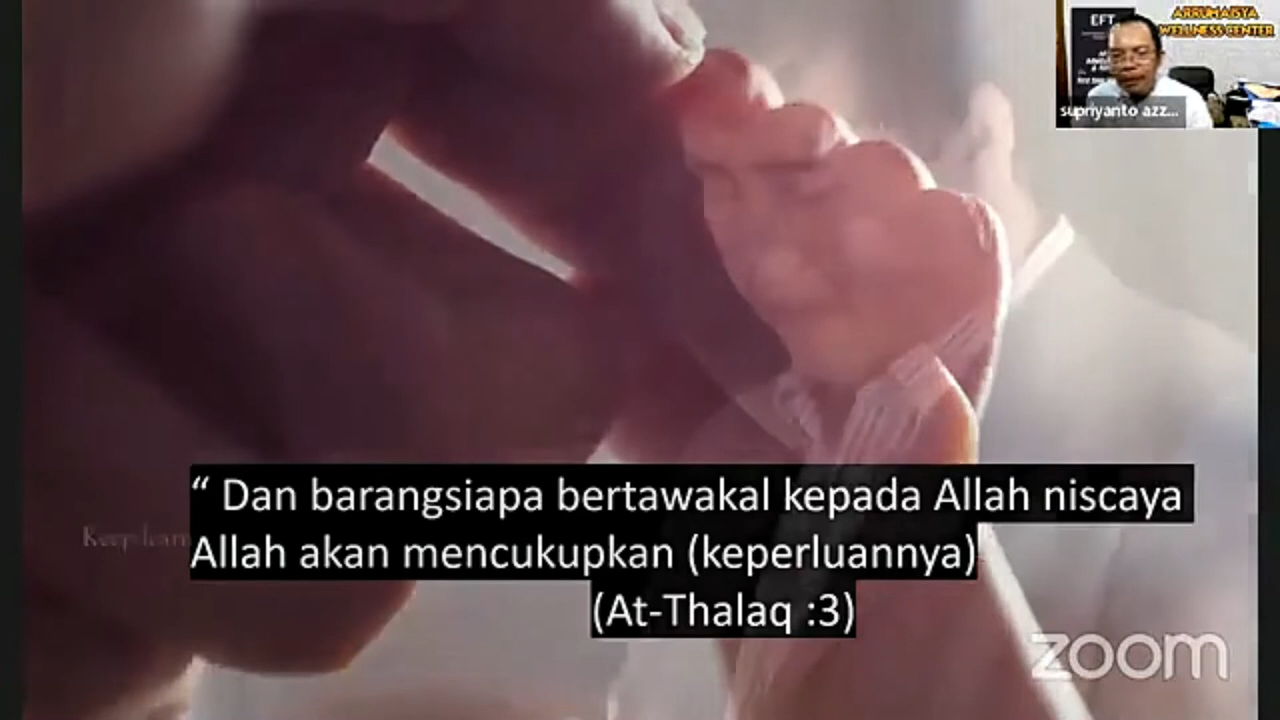 EFT
ARRUMAISYA
WELLNESS CENTER
supriyanto azz...
“ Dan barangsiapa bertawakal kepada Allah niscaya
Allah akan mencukupkan (keperluannya)
(At-Thalaq :3)
zoom